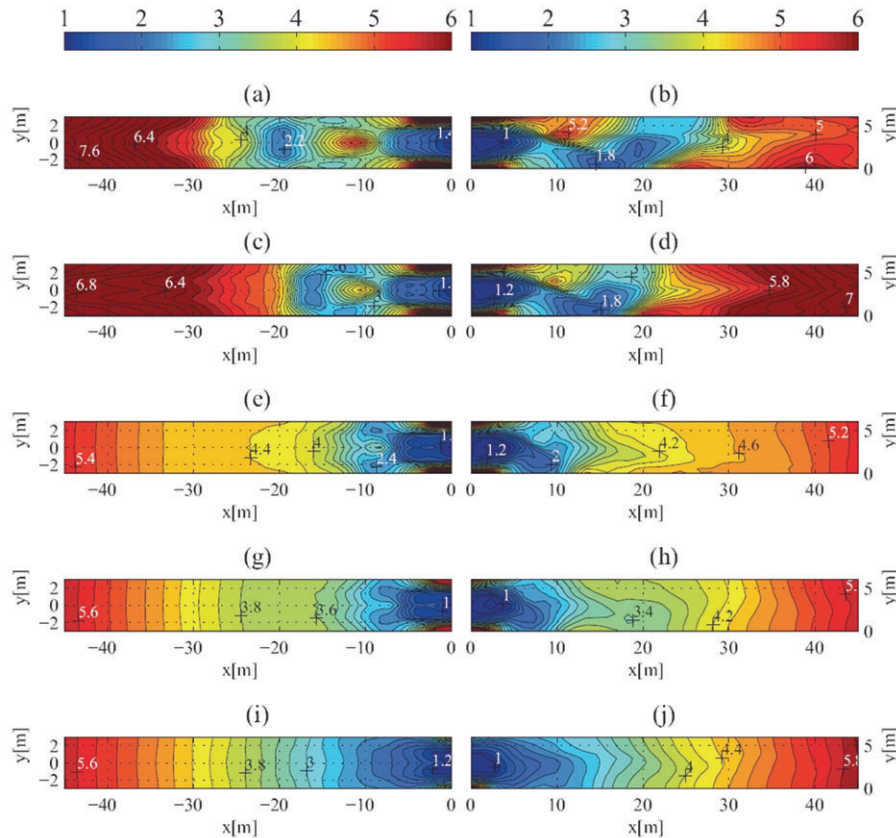 1 2 3 4 5 6 1 2 3 4 5 6
(a) (b)
y[m] 2 0 −2 7.6 6.4 2.2 1.4 1 5.2 1.8 5 6 5 0 y[m]
−40 −30 −20 −10 0 0 10 20 30 40
x[m] x[m]
(c) (d)
y[m] 2 0 −2 6.8 6.4 1. 1.2 1.8 5.8 7 5 0 y[m]
−40 −30 −20 −10 0 0 10 20 30 40
x[m] x[m]
(e) (f)
y[m] 2 0 −2 5.4 4.4 4 2.4 1. 1.2 2 4.2 4.6 5.2 5 0 y[m]
−40 −30 −20 −10 0 0 10 20 30 40
x[m] x[m]
(g) (h)
y[m] 2 0 −2 5.6 3.8 3.6 1 1 3.4 4.2 5. 5 0 y[m]
−40 −30 −20 −10 0 0 10 20 30 40
x[m] x[m]
(i) (j)
y[m] 2 0 −2 5.6 3.8 3 1.2 1 4 4.4 5.8 5 0 y[m]
−40 −30 −20 −10 0 0 10 20 30 40
x[m] x[m]